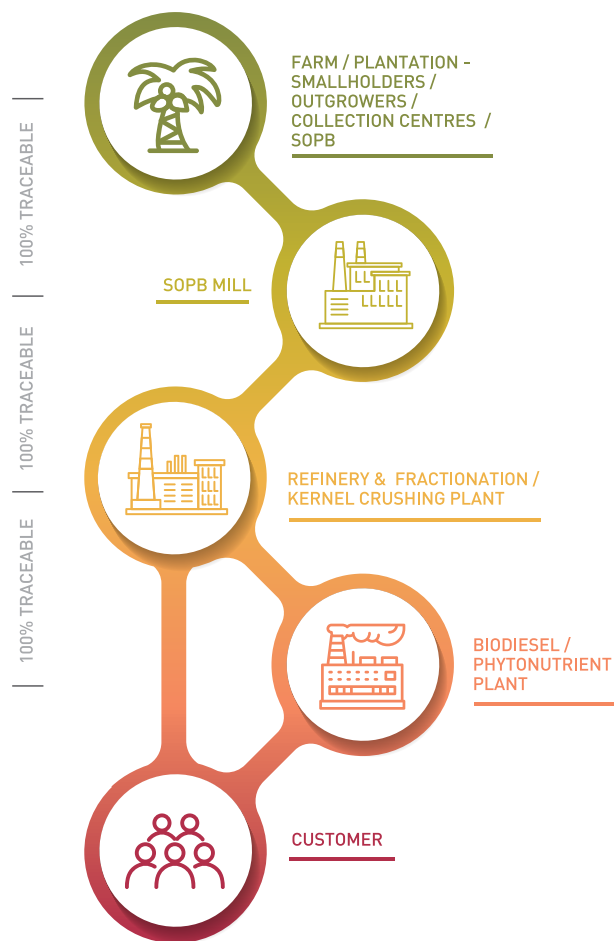 FARM / PLANTATION -
SMALLHOLDERS /
OUTGROWERS /
COLLECTION CENTRES /
SOPB
100% TRACEABLE
SOPB MILL
100% TRACEABLE
REFINERY & FRACTIONATION /
KERNEL CRUSHING PLANT
100% TRACEABLE
BIODIESEL /
PHYTONUTRIENT
PLANT
CUSTOMER